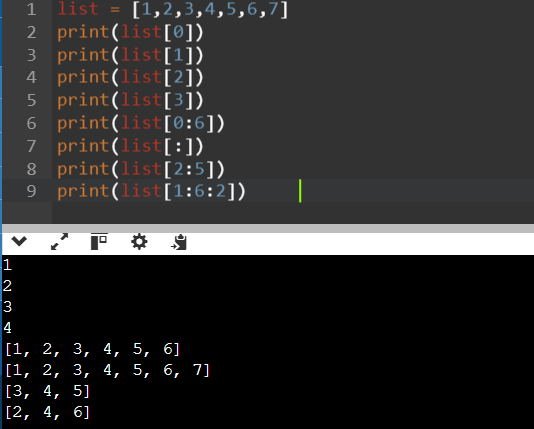 1 list = [1,2,3,4,5,6,7]
2 print(list[0])
3 print(list[1])
4 print(list[2])
5 print(list[3])
6 print(list[0:6])
7 print(list[:])
8 print(list[2:5])
9 print(list[1:6:2])
1
2
3
4
[1, 2, 3, 4, 5, 6]
[1, 2, 3, 4, 5, 6, 7]
[3, 4, 5]
[2, 4, 6]